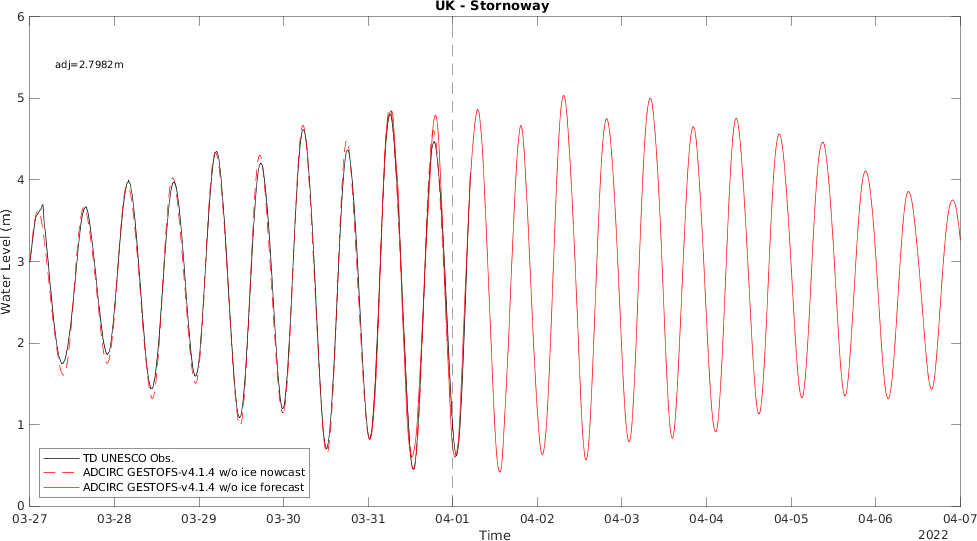 UK - Stornoway
adj=2.7982m
6
5
4
3
2
1
0
Water Level (m)
TD UNESCO Obs.
ADCIRC GESTOFS-v4.1.4 w/o ice nowcast
ADCIRC GESTOFS-v4.1.4 w/o ice forecast
03-27 03-28 03-29 03-30 03-31 04-01 04-02 04-03 04-04 04-05 04-06 04-07
Time
2022